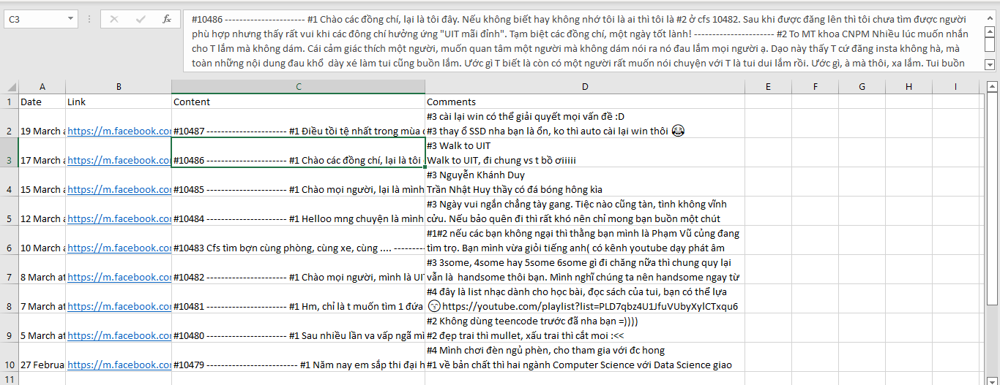 C3
fx
#10486 ---------------------- #1 Chào các đồng chí, lại là tôi đây. Nếu không biết hay không nhớ tôi là ai thì tôi là #2 ở cfs 10482. Sau khi được đăng lên thì tôi chưa tìm được người
phù hợp nhưng thấy rất vui khi các đông chí hưởng ứng "UIT mãi đỉnh". Tạm biệt các đồng chí, một ngày tốt lành! ---------------------- #2 To MT khoa CNPM Nhiều lúc muốn nhắn
cho T lắm mà không dám. Cái cảm giác thích một người, muốn quan tâm một người mà không dám nói ra nó đau lắm mọi người ạ. Dạo này thấy T cứ đăng insta không hà, mà
toàn những nội dung đau khổ dày xé làm tui cũng buồn lắm. Ước gì T biết là còn có một người rất muốn nói chuyện với T là tui dui lắm rồi. Ước gì, à mà thôi, xa lắm. Tui buồn
A B C D E F G H I
1 Date Link Content Comments
#3 cài lại win có thể giải quyết mọi vấn đề :D
2 19 March a https://m.facebook.co #10487 ---------------------- #1 Điều tồi tệ nhất trong mùa #3 thay ổ SSD nha bạn là ổn, ko thì auto cài lại win thôi 😂
#3 Walk to UIT
3 17 March a https://m.facebook.co #10486 ---------------------- #1 Chào các đồng chí, lại là tôi Walk to UIT, đi chung vs t bồ ơiiiii
#3 Nguyễn Khánh Duy
4 15 March a https://m.facebook.co #10485 ---------------------- #1 Chào mọi người, lại là mình Trần Nhật Huy thầy có đá bóng hông kìa
#3 Ngày vui ngắn chẳng tày gang. Tiệc nào cũng tàn, tình không vĩnh
5 12 March a https://m.facebook.co #10484 ---------------------- #1 Helloo mng chuyện là mình cửu. Nếu bảo quên đi thì rất khó nên chỉ mong bạn buồn một chút
#1#2 nếu các bạn không ngại thì thằng bạn mình là Phạm Vũ củng đang
6 10 March a https://m.facebook.co #10483 Cfs tìm bợn cùng phòng, cùng xe, cùng .... --------- tìm trọ. Bạn mình vừa giỏi tiếng anh( có kênh youtube dạy phát âm
#3 3some, 4some hay 5some 6some gì đi chăng nữa thì chung quy lại
7 8 March at https://m.facebook.co #10482 ---------------------- #1 Chào mọi người, mình là UI vẫn là handsome thôi bạn. Mình nghĩ chúng ta nên handsome ngay từ
#4 đây là list nhạc dành cho học bài, đọc sách của tui, bạn có thể lựa
8 7 March at https://m.facebook.co #10481 ---------------------- #1 Hm, chỉ là t muốn tìm 1 đứa 😙https://youtube.com/playlist?list=PLD7qbz4U1JfuVUbyXylCTxqu6
#2 Không dùng teencode trước đã nha bạn =))))
9 5 March at https://m.facebook.co #10480 ---------------------- #1 Sau nhiều lần va vấp ngã mì #2 đẹp trai thì mullet, xấu trai thì cắt moi :<<
#4 Mình chơi đèn ngủ phèn, cho tham gia với đc hong
10 27 Februa https://m.facebook.co #10479 ------------------------- #1 Năm nay em sắp thi đại h #1 về bản chất thì hai ngành Computer Science với Data Science giao
11